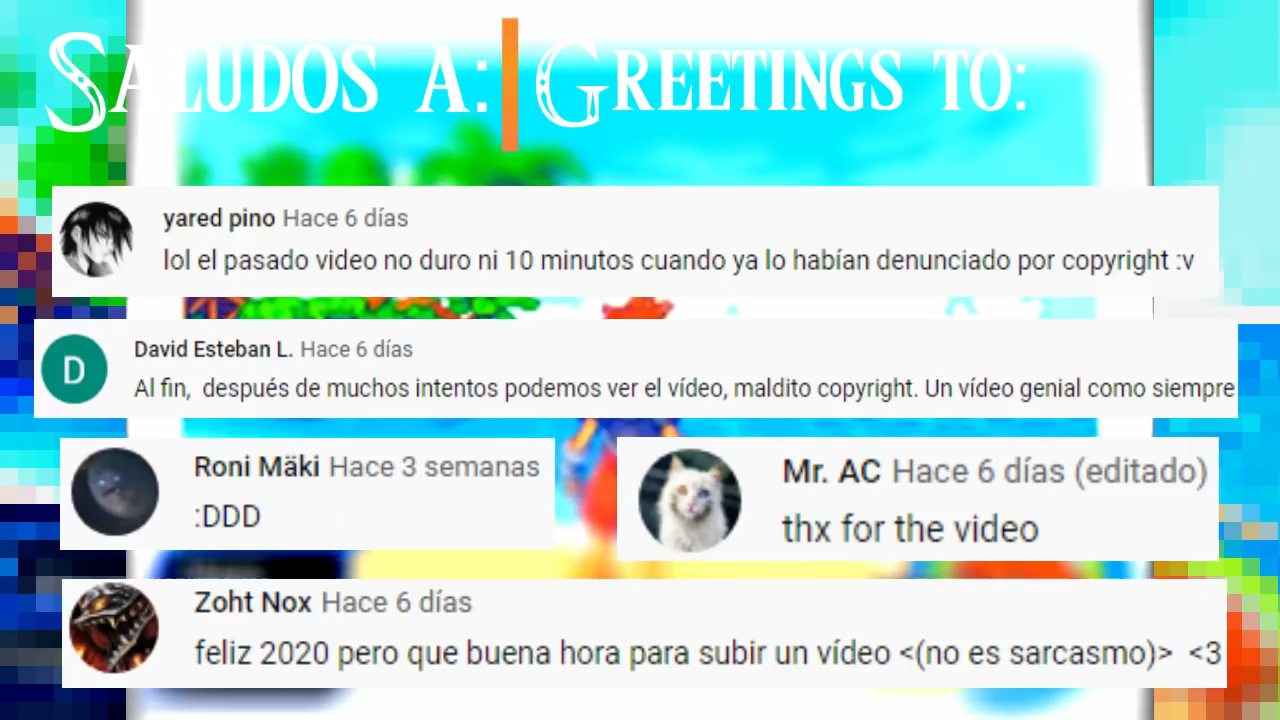 Saludos a: Greetings to:
yared pino Hace 6 días
lol el pasado video no duro ni 10 minutos cuando ya lo habían denunciado por copyright :v
D
David Esteban L. Hace 6 días
Al fin,  después de muchos intentos podemos ver el vídeo, maldito copyright. Un vídeo genial como siempre
Roni Mäki Hace 3 semanas
:DDD
Mr. AC Hace 6 días (editado)
thx for the video
Zoht Nox Hace 6 días
feliz 2020 pero que buena hora para subir un vídeo <(no es sarcasmo)>  <3